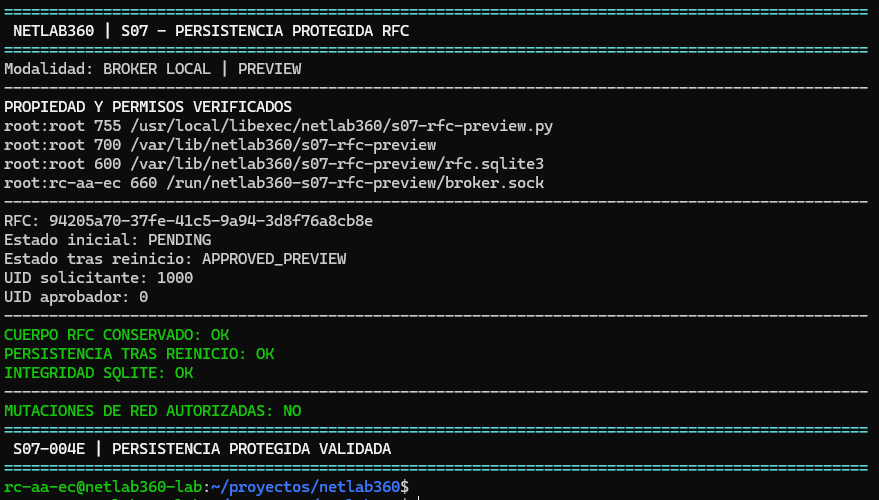 ================================================================================================
NETLAB360 | S07 - PERSISTENCIA PROTEGIDA RFC
================================================================================================
Modalidad: BROKER LOCAL | PREVIEW
------------------------------------------------------------------------------------------------
PROPIEDAD Y PERMISOS VERIFICADOS
root:root 755 /usr/local/libexec/netlab360/s07-rfc-preview.py
root:root 700 /var/lib/netlab360/s07-rfc-preview
root:root 600 /var/lib/netlab360/s07-rfc-preview/rfc.sqlite3
root:rc-aa-ec 660 /run/netlab360-s07-rfc-preview/broker.sock
------------------------------------------------------------------------------------------------
RFC: 94205a70-37fe-41c5-9a94-3d8f76a8cb8e
Estado inicial: PENDING
Estado tras reinicio: APPROVED_PREVIEW
UID solicitante: 1000
UID aprobador: 0
------------------------------------------------------------------------------------------------
CUERPO RFC CONSERVADO: OK
PERSISTENCIA TRAS REINICIO: OK
INTEGRIDAD SQLITE: OK
------------------------------------------------------------------------------------------------
MUTACIONES DE RED AUTORIZADAS: NO
================================================================================================
S07-004E | PERSISTENCIA PROTEGIDA VALIDADA
================================================================================================
rc-aa-ec@netlab360-lab:~/proyectos/netlab360$